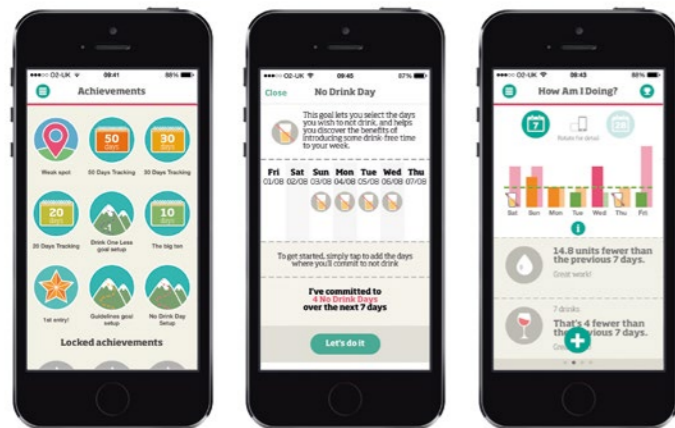 O2-UK 09:41 88%
Achievements
50
days
30
days
Weak spot
50 Days Tracking
30 Days Tracking
20
days
-1
10
days
20 Days Tracking
Drink One Less
goal setup
The big ten
1st entry!
Guidelines goal
setup
No Drink Day
Setup
Locked achievements
O2-UK 09:45 87%
Close No Drink Day
This goal lets you select the days
you wish to not drink, and helps
you discover the benefits of
introducing some drink-free time
to your week.
Fri Sat Sun Mon Tue Wed Thu
01/08 02/08 03/08 04/08 05/08 06/08 07/08
To get started, simply tap to add the days
where you'll commit to not drink
I've committed to
4 No Drink Days
over the next 7 days
Let's do it
O2-UK 09:43 88%
How Am I Doing?
7
28
Rotate for detail
Sat Sun Mon Tue Wed Thu Fri
i
14.8 units fewer than
the previous 7 days.
Great work!
7 drinks
That's 4 fewer than
the previous 7 days.